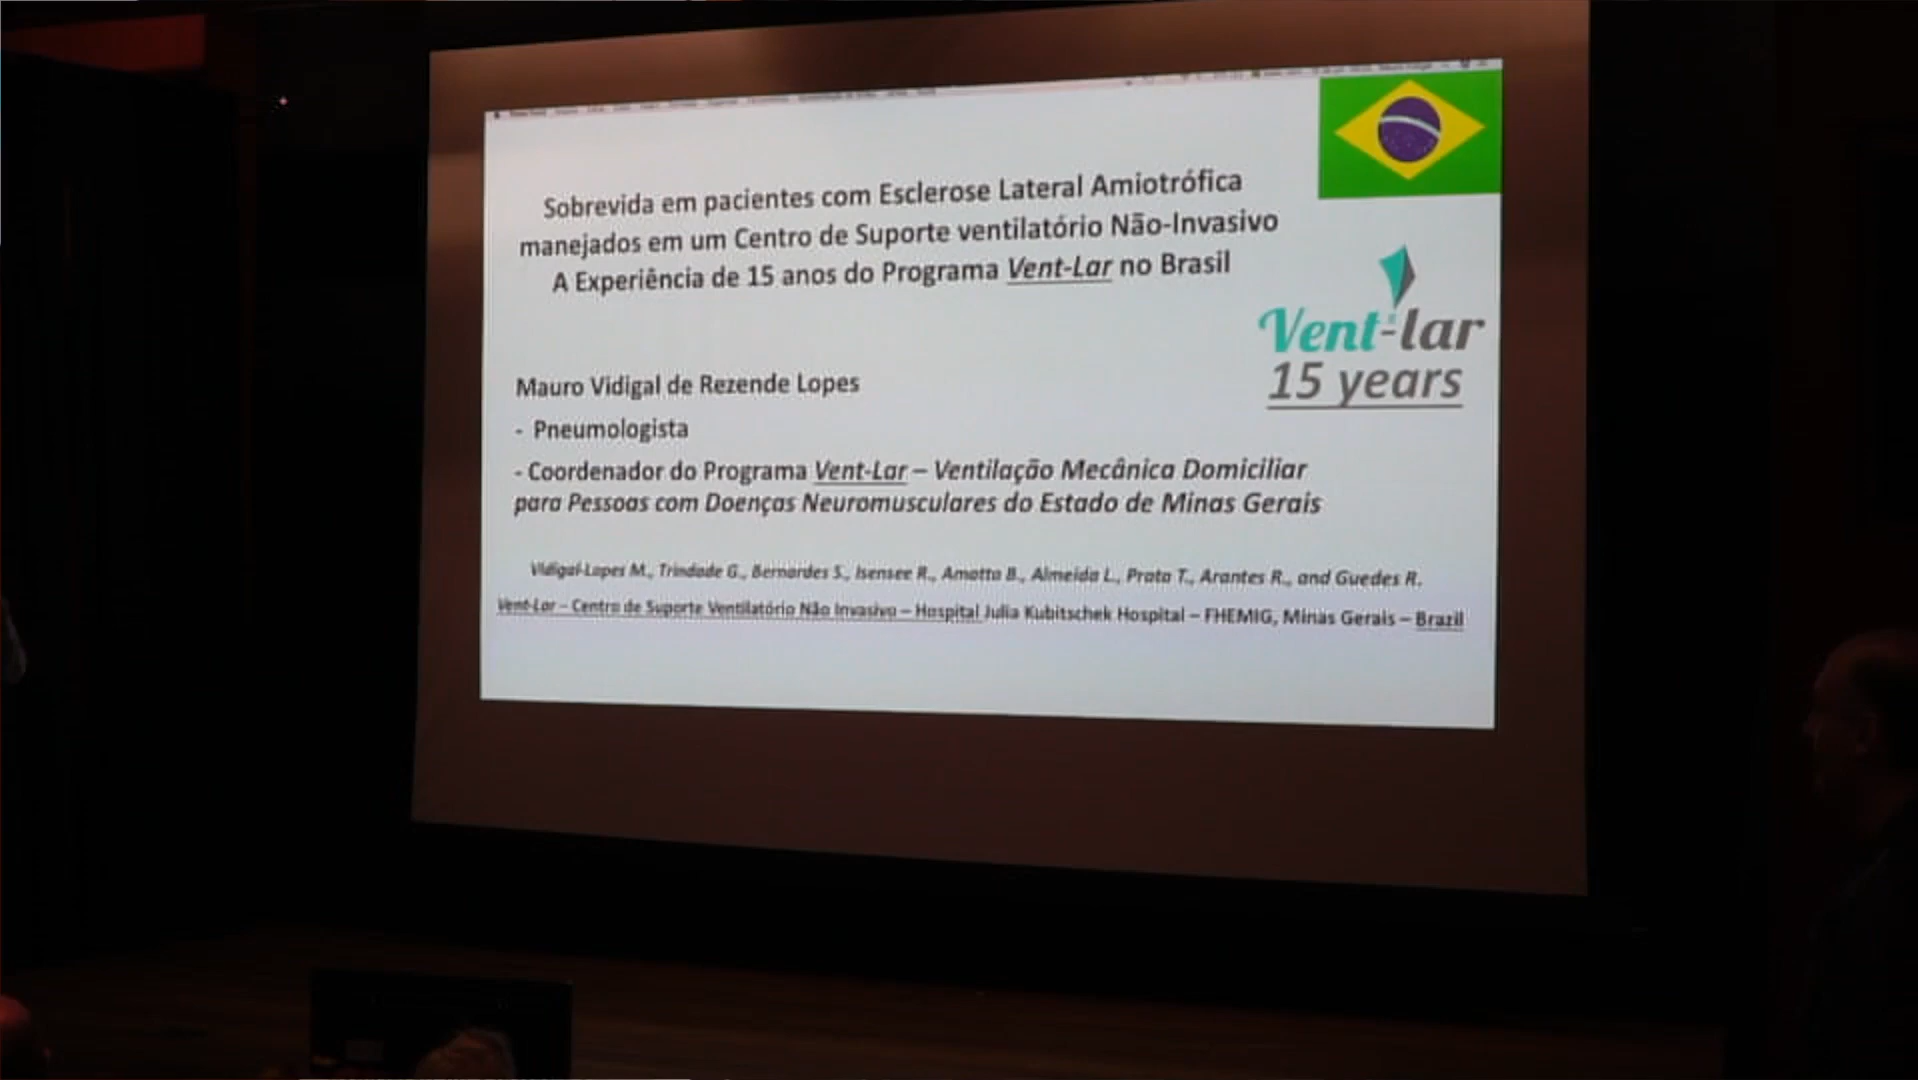 Sobrevida em pacientes com Esclerose Lateral Amiotrófica
manejados em um Centro de Suporte ventilatório Não-Invasivo
A Experiência de 15 anos do Programa Vent-Lar no Brasil
Vent-lar
15 years
Mauro Vidigal de Rezende Lopes
- Pneumologista
- Coordenador do Programa Vent-Lar – Ventilação Mecânica Domiciliar
para Pessoas com Doenças Neuromusculares do Estado de Minas Gerais
Vidigal-Lopes M., Trindade G., Bernardes S., Isensee R., Amatto B., Almeida L., Prata T., Arantes R., and Guedes R.
Vent-Lar – Centro de Suporte Ventilatório Não Invasivo – Hospital Julia Kubitschek Hospital – FHEMIG, Minas Gerais – Brazil